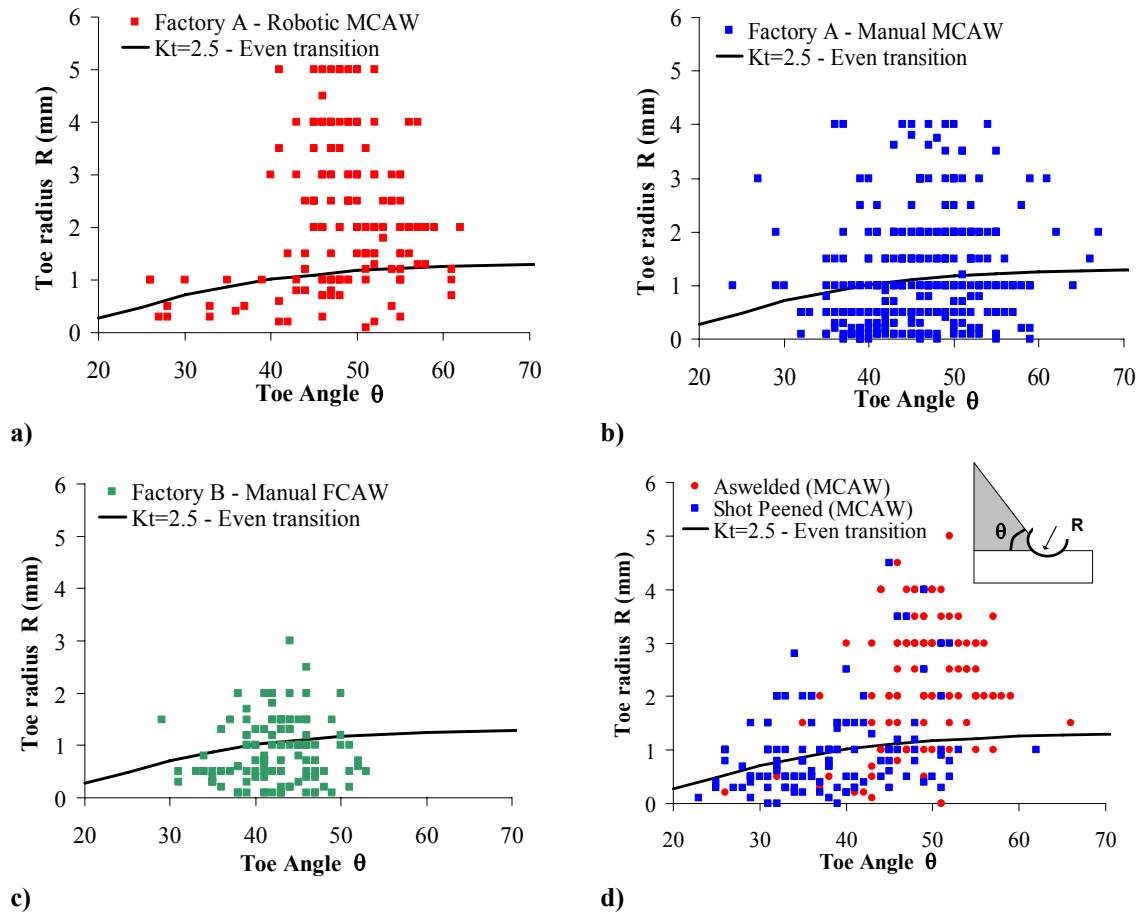 Factory A - Robotic MCAW
Kt=2.5 - Even transition
6
5
4
3
2
1
0
Toe radius R (mm)
20 30 40 50 60 70
Toe Angle θ
a)
Factory A - Manual MCAW
Kt=2.5 - Even transition
6
5
4
3
2
1
0
Toe radius R (mm)
20 30 40 50 60 70
Toe Angle θ
b)
Factory B - Manual FCAW
Kt=2.5 - Even transition
6
5
4
3
2
1
0
Toe radius R (mm)
20 30 40 50 60 70
Toe Angle θ
c)
Aswelded (MCAW)
Shot Peened (MCAW)
Kt=2.5 - Even transition
θ
R
6
5
4
3
2
1
0
Toe radius R (mm)
20 30 40 50 60 70
Toe Angle θ
d)